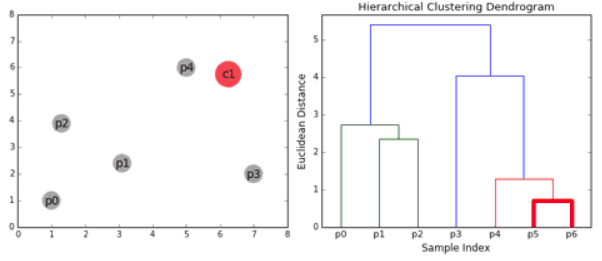 8
7
6
5
4
3
2
1
0
0 1 2 3 4 5 6 7 8
p4
c1
p2
p1
p3
p0
Hierarchical Clustering Dendrogram
Euclidean Distance
5
4
3
2
1
0
p0 p1 p2 p3 p4 p5 p6
Sample Index